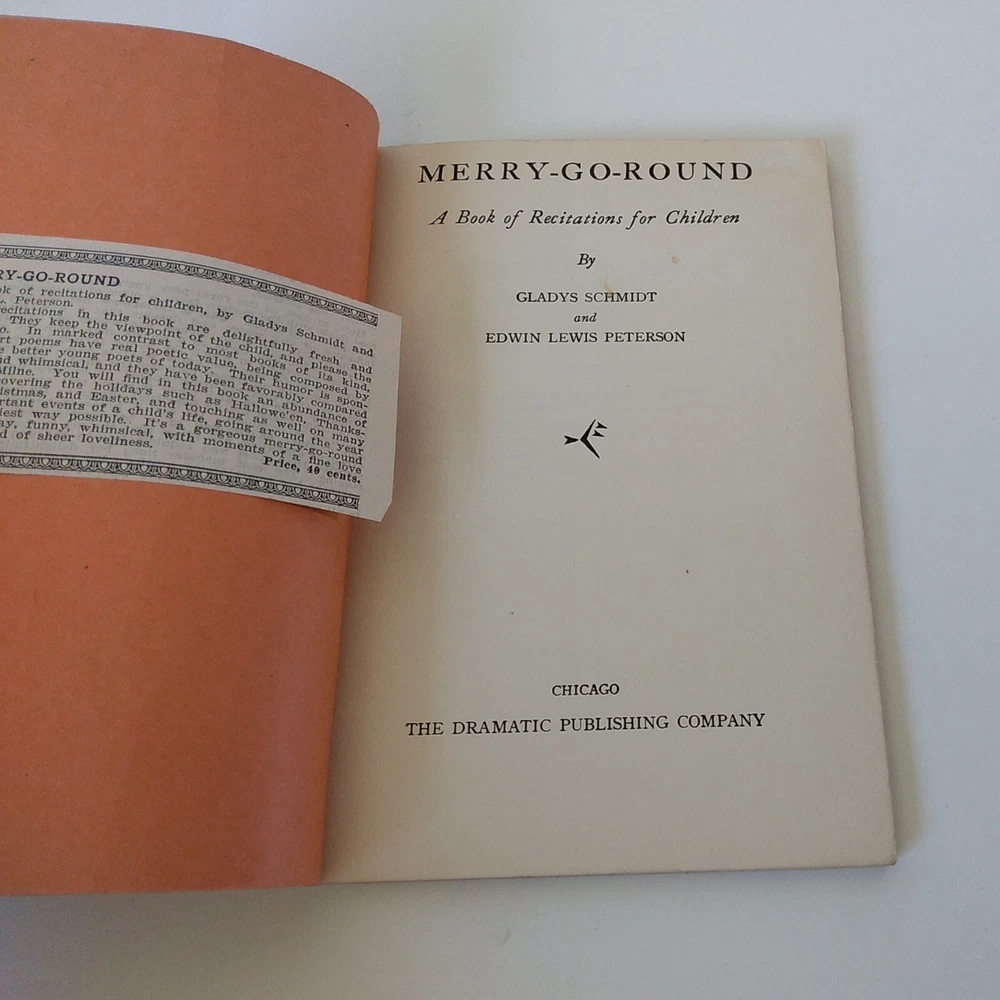 RY-GO-ROUND
ok of recitations for children, by Gladys Schmidt and
L. Peterson.
recitations in this book are delightfully fresh and
They keep the viewpoint of the child, and please the
o. In marked contrast to most books of its kind,
rt poems have real poetic value, being composed by
e better young poets of today. Their humor is spon-
nd whimsical, and they have been favorably compared
Milne. You will find in this book an abundance of
covering the holidays such as Hallowe'en, Thanks-
istmas, and Easter, and touching as well on many
ortant events of a child's life, going around the year
iest way possible. It's a gorgeous merry-go-round
ay, funny, whimsical, with moments of a fine love
d of sheer loveliness.
Price, 40 cents.
MERRY-GO-ROUND
A Book of Recitations for Children
By
GLADYS SCHMIDT
and
EDWIN LEWIS PETERSON
CHICAGO
THE DRAMATIC PUBLISHING COMPANY